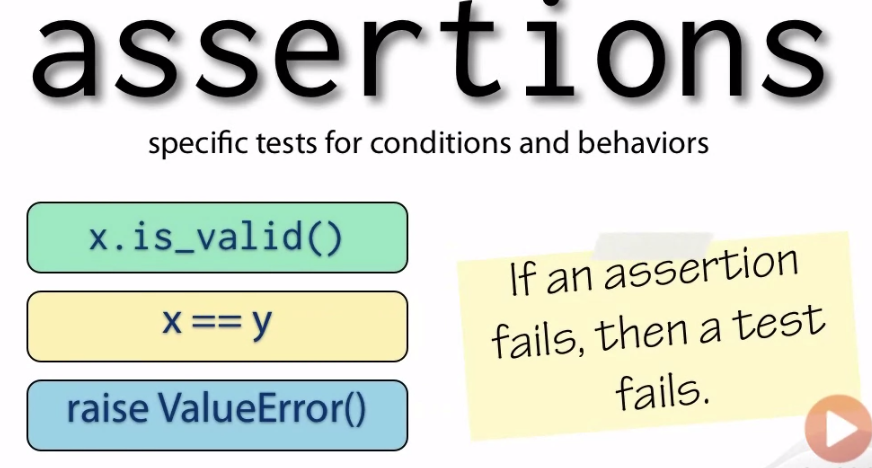 assertions
specific tests for conditions and behaviors
x.is_valid()
x == y
raise ValueError()
If an assertion
fails, then a test
fails.